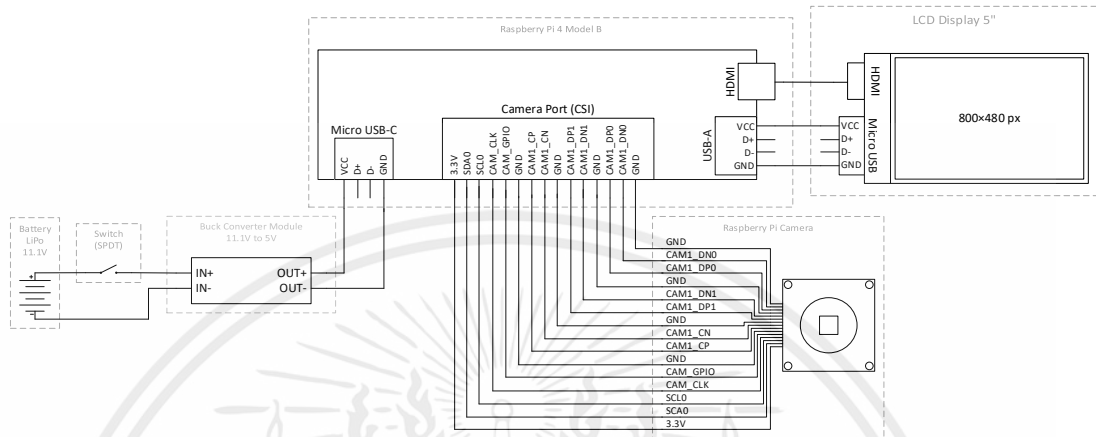 Raspberry Pi 4 Model B
LCD Display 5"
HDMI
HDMI
800×480 px
Camera Port (CSI)
Micro USB-C
VCC
D+
D-
GND
3.3V
SDA0
SCL0
CAM_CLK
CAM_GPIO
GND
CAM1_CP
CAM1_CN
GND
CAM1_DP1
CAM1_DN1
GND
CAM1_DP0
CAM1_DN0
GND
USB-A
VCC
D+
D-
GND
Micro USB
VCC
D+
D-
GND
Battery
LiPo
11.1V
+
-
Switch
(SPDT)
Buck Converter Module
11.1V to 5V
IN+
IN-
OUT+
OUT-
Raspberry Pi Camera
GND
CAM1_DN0
CAM1_DP0
GND
CAM1_DN1
CAM1_DP1
GND
CAM1_CN
CAM1_CP
GND
CAM_GPIO
CAM_CLK
SCL0
SCA0
3.3V